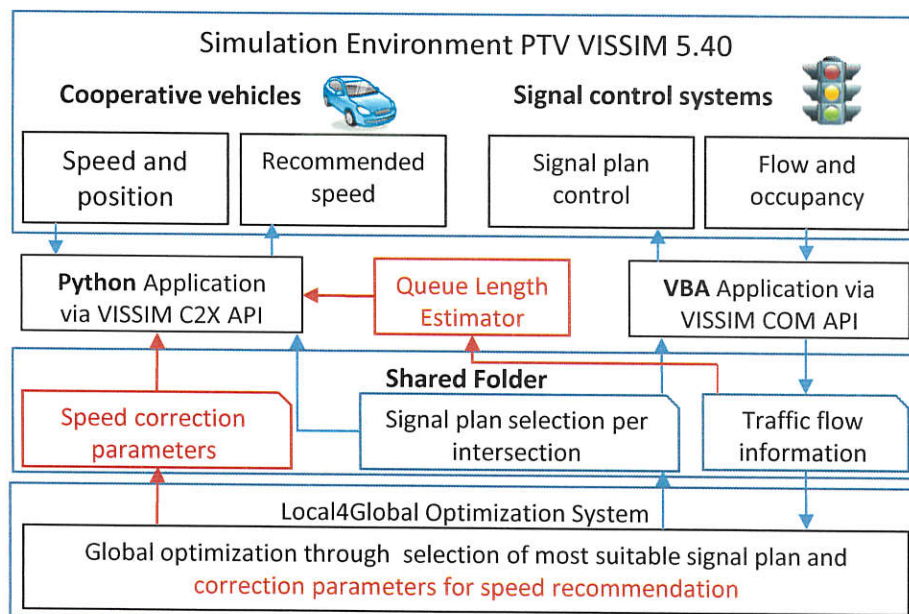 Simulation Environment PTV VISSIM 5.40
Cooperative vehicles
Signal control systems
Speed and
position
Recommended
speed
Signal plan
control
Flow and
occupancy
Python Application
via VISSIM C2X API
Queue Length
Estimator
VBA Application via
VISSIM COM API
Shared Folder
Speed correction
parameters
Signal plan selection per
intersection
Traffic flow
information
Local4Global Optimization System
Global optimization through selection of most suitable signal plan and
correction parameters for speed recommendation